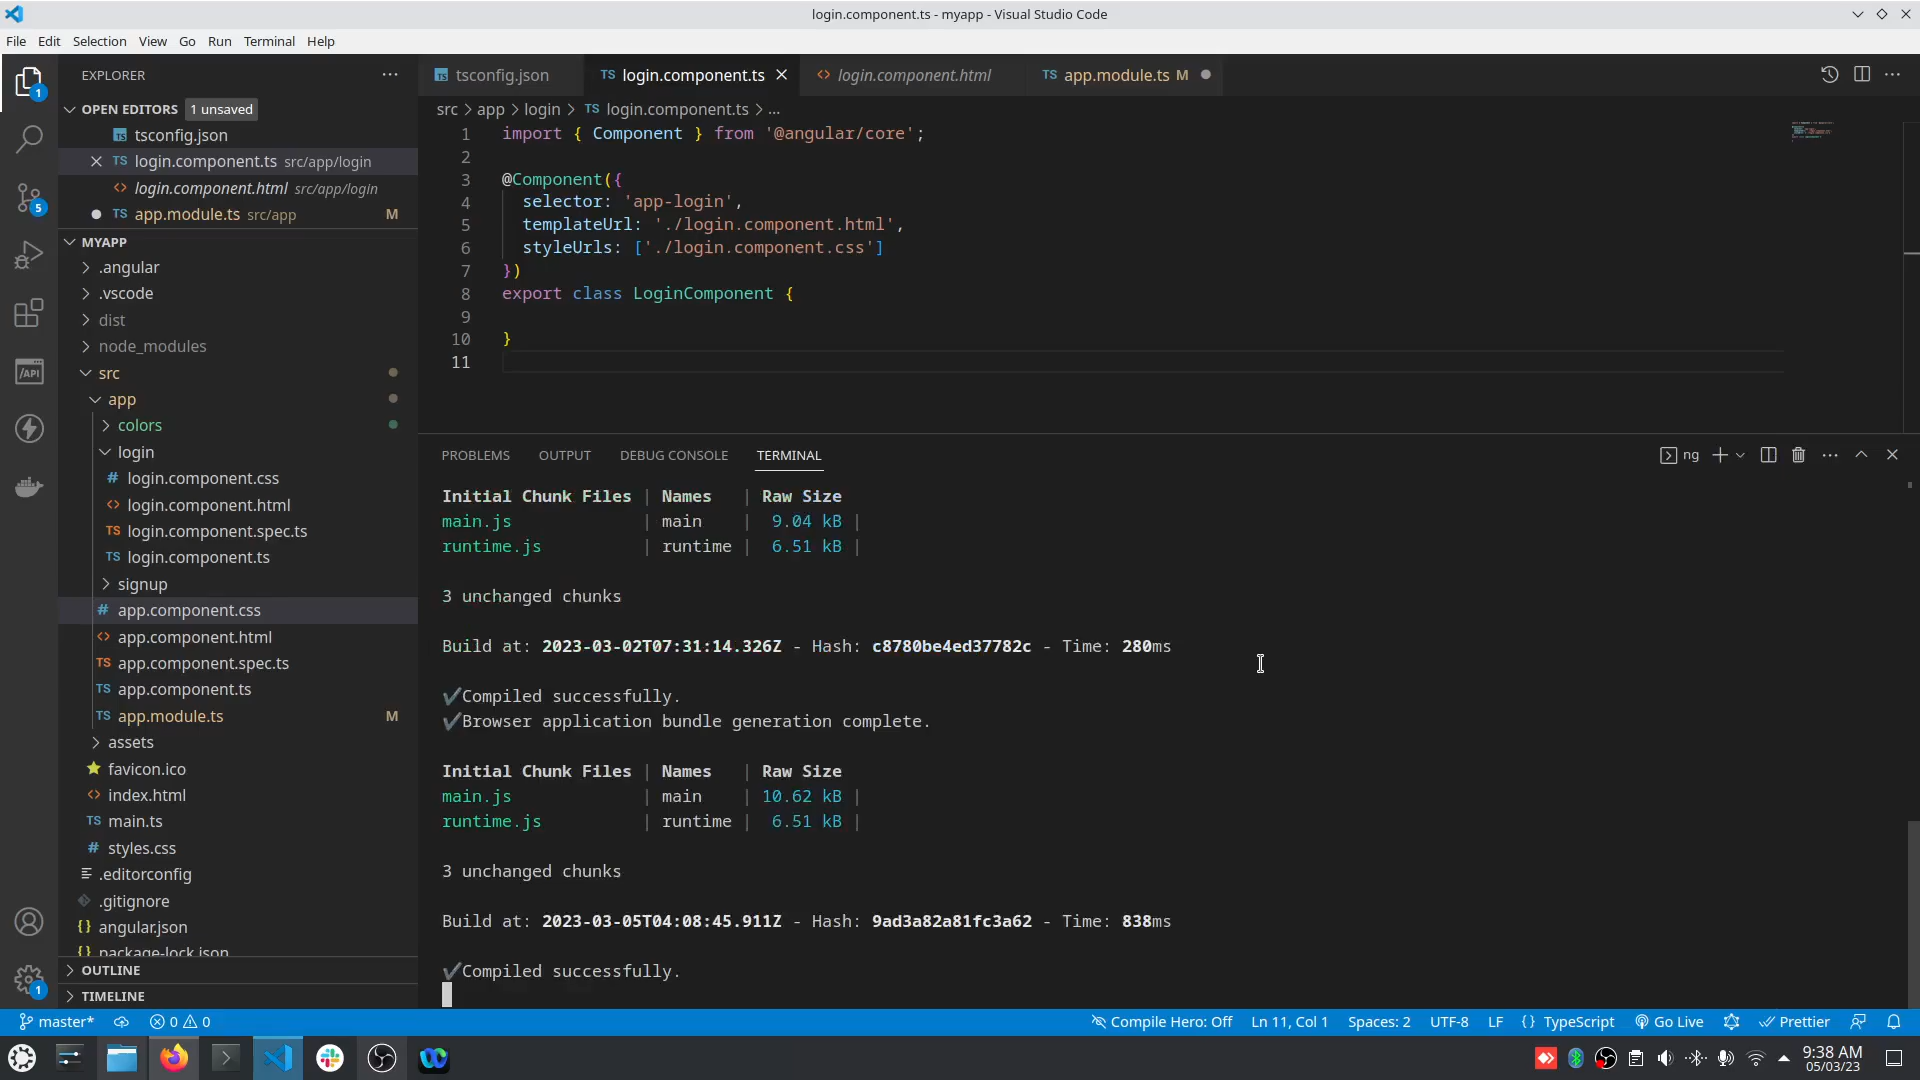 login.component.ts - myapp - Visual Studio Code
File Edit Selection View Go Run Terminal Help
EXPLORER
OPEN EDITORS 1 unsaved
tsconfig.json
TS login.component.ts src/app/login
<> login.component.html src/app/login
TS app.module.ts src/app M
MYAPP
.angular
.vscode
dist
node_modules
src
app
colors
login
# login.component.css
<> login.component.html
TS login.component.spec.ts
TS login.component.ts
signup
# app.component.css
<> app.component.html
TS app.component.spec.ts
TS app.component.ts
TS app.module.ts M
assets
favicon.ico
<> index.html
TS main.ts
# styles.css
.editorconfig
.gitignore
{} angular.json
{} package-lock.json
OUTLINE
TIMELINE
1
5
/API
1
TS tsconfig.json TS login.component.ts <> login.component.html TS app.module.ts M
src > app > login > TS login.component.ts > ...
1 import { Component } from '@angular/core';
2
3 @Component({
4 selector: 'app-login',
5 templateUrl: './login.component.html',
6 styleUrls: ['./login.component.css']
7 })
8 export class LoginComponent {
9
10 }
11
PROBLEMS OUTPUT DEBUG CONSOLE TERMINAL ng
Initial Chunk Files | Names | Raw Size
main.js | main | 9.04 kB |
runtime.js | runtime | 6.51 kB |
3 unchanged chunks
Build at: 2023-03-02T07:31:14.326Z - Hash: c8780be4ed37782c - Time: 280ms
✔Compiled successfully.
✔Browser application bundle generation complete.
Initial Chunk Files | Names | Raw Size
main.js | main | 10.62 kB |
runtime.js | runtime | 6.51 kB |
3 unchanged chunks
Build at: 2023-03-05T04:08:45.911Z - Hash: 9ad3a82a81fc3a62 - Time: 838ms
✔Compiled successfully.
master* 0 0 Compile Hero: Off Ln 11, Col 1 Spaces: 2 UTF-8 LF {} TypeScript Go Live Prettier
9:38 AM
05/03/23